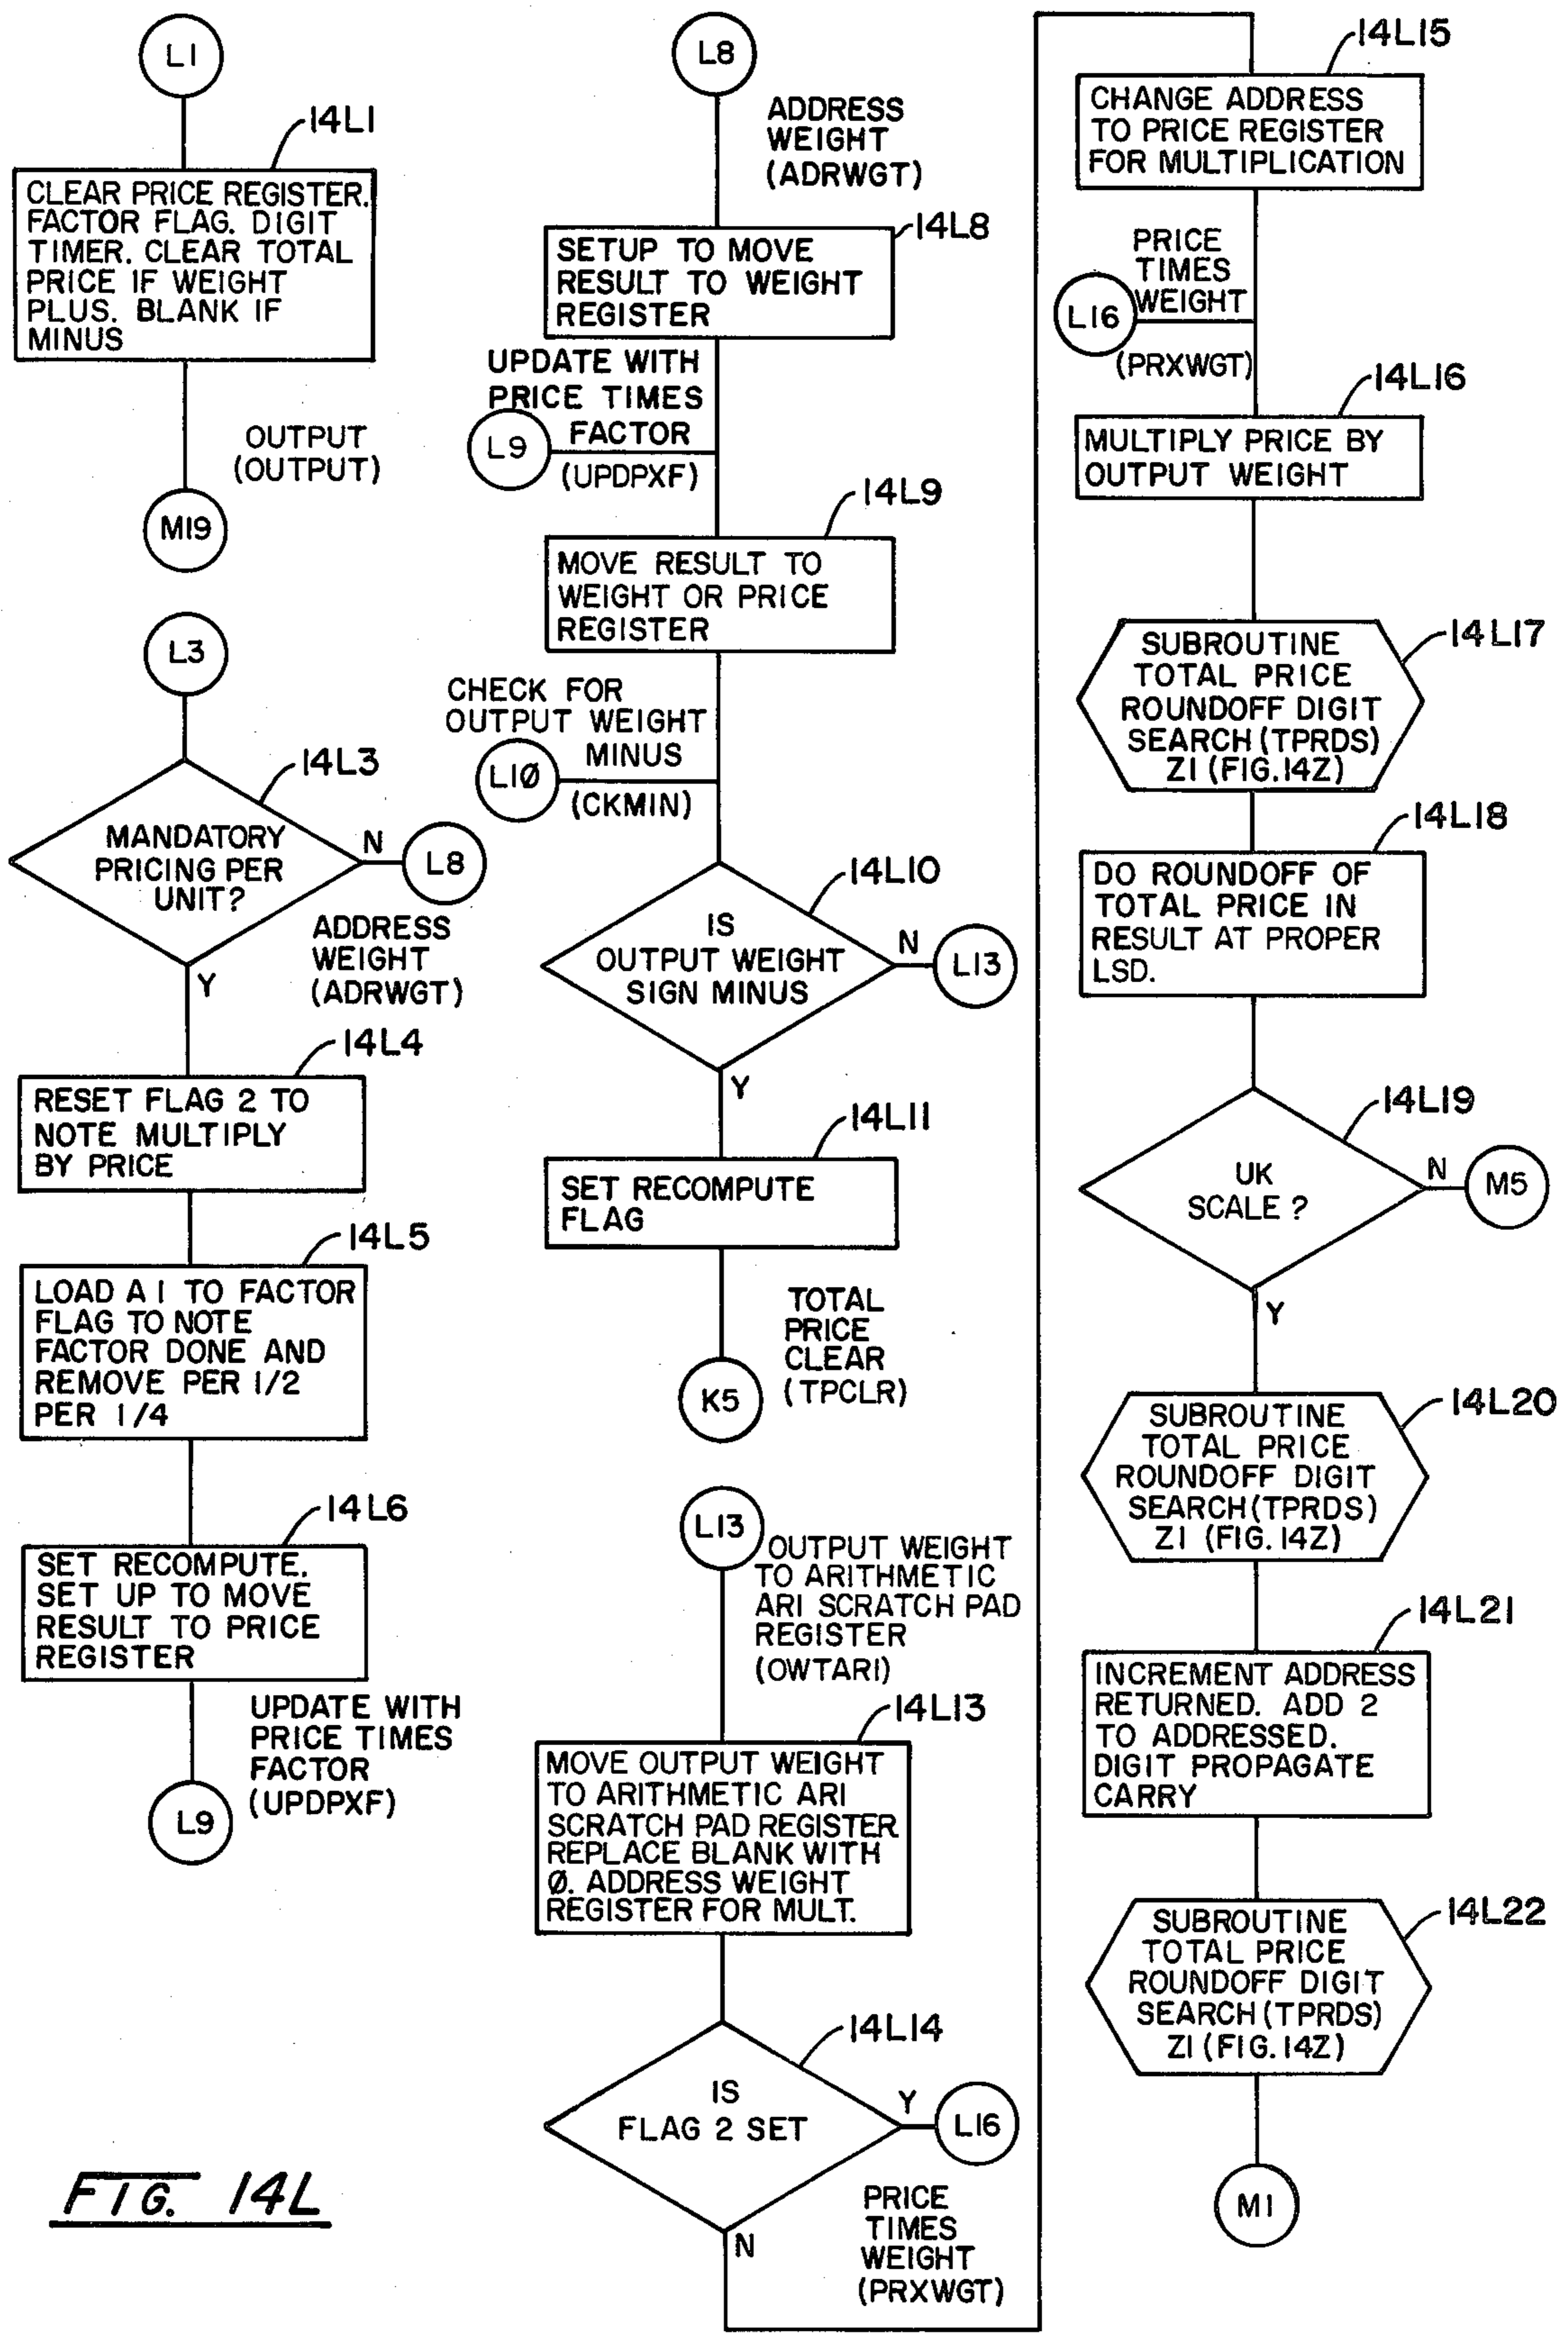 L1
14L1
CLEAR PRICE REGISTER.
FACTOR FLAG. DIGIT
TIMER. CLEAR TOTAL
PRICE IF WEIGHT
PLUS. BLANK IF
MINUS
OUTPUT
(OUTPUT)
M19
L3
14L3
MANDATORY
PRICING PER
UNIT?
N
L8
ADDRESS
WEIGHT
(ADRWGT)
Y
14L4
RESET FLAG 2 TO
NOTE MULTIPLY
BY PRICE
14L5
LOAD A 1 TO FACTOR
FLAG TO NOTE
FACTOR DONE AND
REMOVE PER 1/2
PER 1/4
14L6
SET RECOMPUTE.
SET UP TO MOVE
RESULT TO PRICE
REGISTER
UPDATE WITH
PRICE TIMES
FACTOR
(UPDPXF)
L9
FIG. 14L
L8
ADDRESS
WEIGHT
(ADRWGT)
14L8
SETUP TO MOVE
RESULT TO WEIGHT
REGISTER
UPDATE WITH
PRICE TIMES
FACTOR
L9
(UPDPXF)
14L9
MOVE RESULT TO
WEIGHT OR PRICE
REGISTER
CHECK FOR
OUTPUT WEIGHT
MINUS
L1Ø
(CKMIN)
14L10
IS
OUTPUT WEIGHT
SIGN MINUS
N
L13
Y
14L11
SET RECOMPUTE
FLAG
TOTAL
PRICE
CLEAR
(TPCLR)
K5
L13
OUTPUT WEIGHT
TO ARITHMETIC
ARI SCRATCH PAD
REGISTER
(OWTARI)
14L13
MOVE OUTPUT WEIGHT
TO ARITHMETIC ARI
SCRATCH PAD REGISTER
REPLACE BLANK WITH
Ø. ADDRESS WEIGHT
REGISTER FOR MULT.
14L14
IS
FLAG 2 SET
Y
L16
N
PRICE
TIMES
WEIGHT
(PRXWGT)
14L15
CHANGE ADDRESS
TO PRICE REGISTER
FOR MULTIPLICATION
PRICE
TIMES
WEIGHT
L16
(PRXWGT)
14L16
MULTIPLY PRICE BY
OUTPUT WEIGHT
14L17
SUBROUTINE
TOTAL PRICE
ROUNDOFF DIGIT
SEARCH (TPRDS)
Z1 (FIG. 14Z)
14L18
DO ROUNDOFF OF
TOTAL PRICE IN
RESULT AT PROPER
LSD.
14L19
UK
SCALE ?
N
M5
Y
14L20
SUBROUTINE
TOTAL PRICE
ROUNDOFF DIGIT
SEARCH (TPRDS)
Z1 (FIG. 14Z)
14L21
INCREMENT ADDRESS
RETURNED. ADD 2
TO ADDRESSED.
DIGIT PROPAGATE
CARRY
14L22
SUBROUTINE
TOTAL PRICE
ROUNDOFF DIGIT
SEARCH (TPRDS)
Z1 (FIG. 14Z)
M1